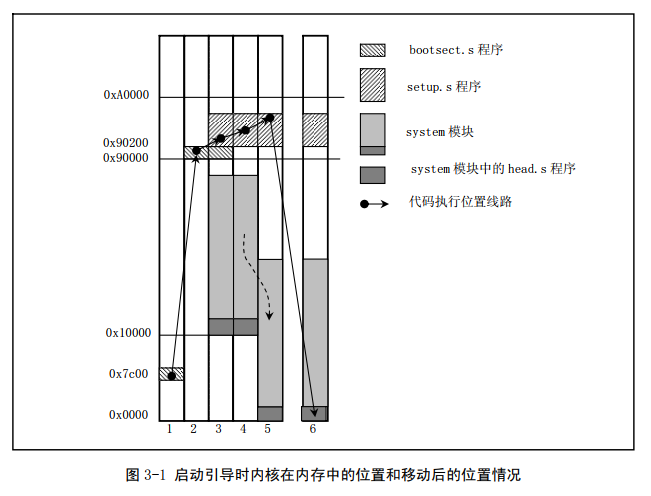 bootsect.s 程序
setup.s 程序
system 模块
system 模块中的 head.s 程序
代码执行位置线路
0xA0000
0x90200
0x90000
0x10000
0x7c00
0x0000
1 2 3 4 5 6
图 3-1 启动引导时内核在内存中的位置和移动后的位置情况